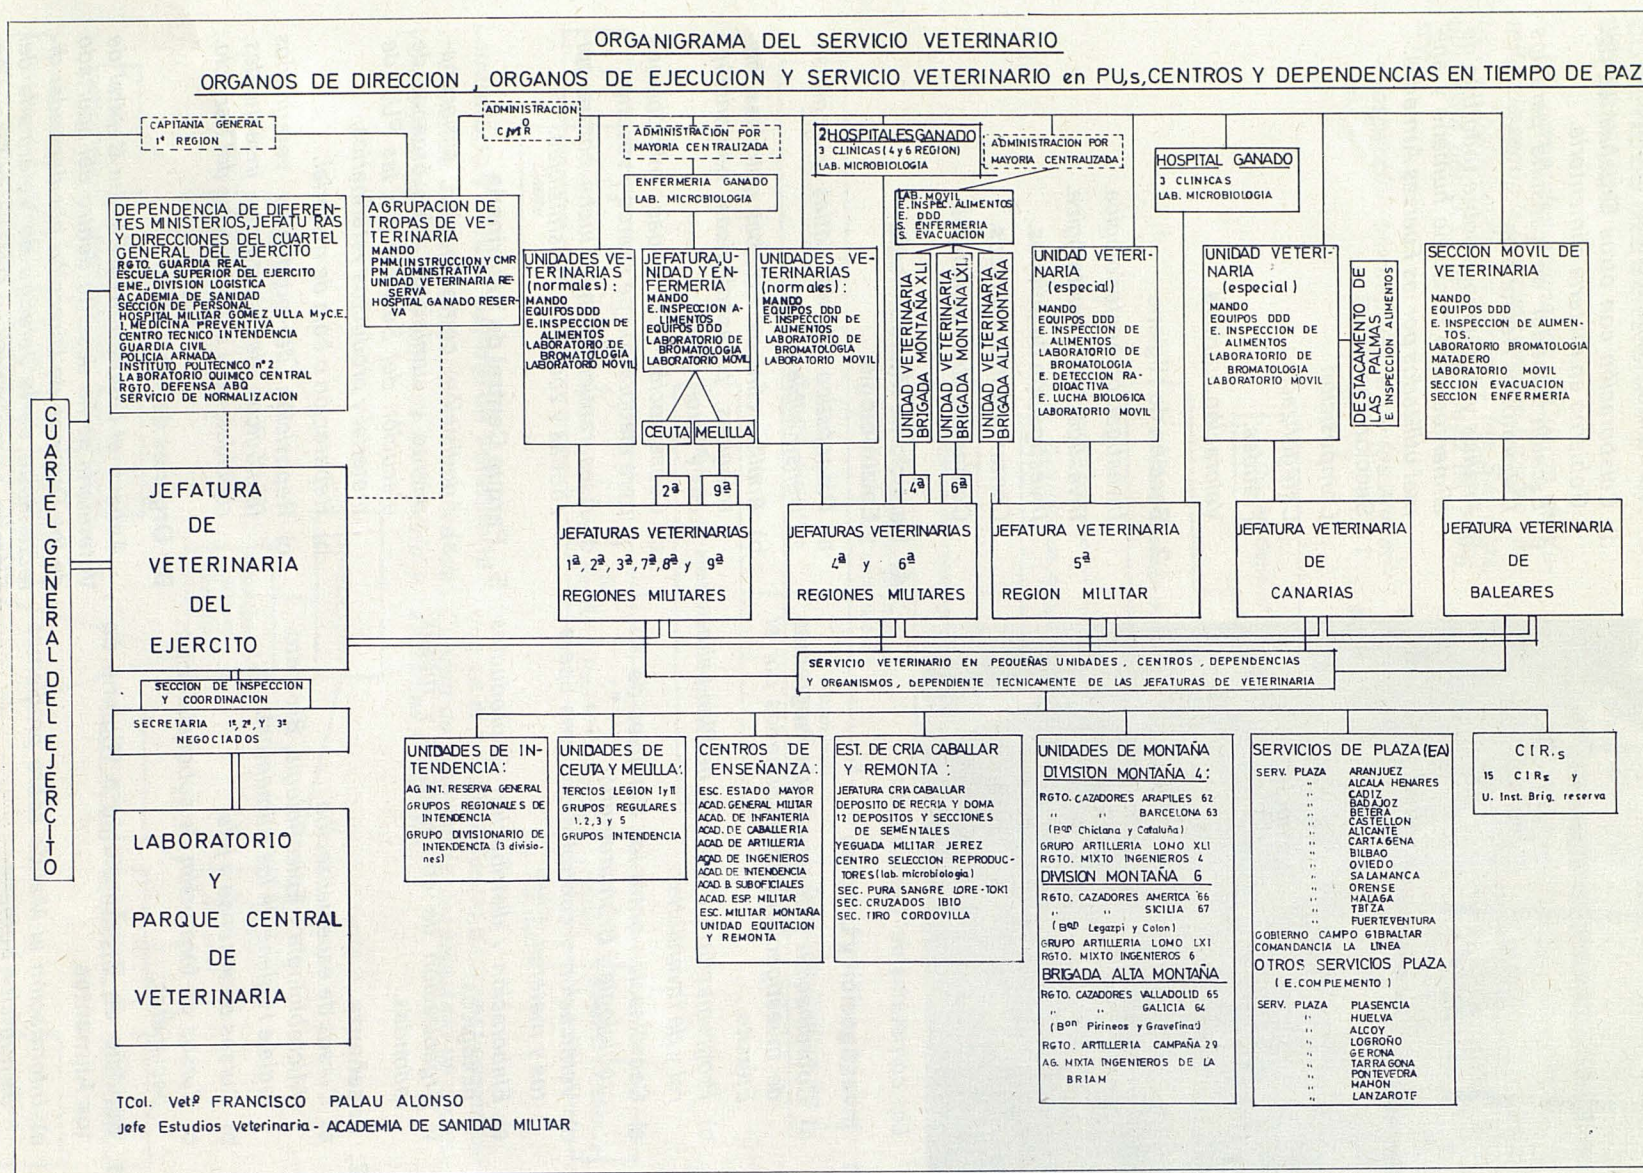 ORGANIGRAMA DEL SERVICIO VETERINARIO
ORGANOS DE DIRECCION , ORGANOS DE EJECUCION Y SERVICIO VETERINARIO en PU,s,CENTROS Y DEPENDENCIAS EN TIEMPO DE PAZ
CAPITANIA GENERAL
1ª REGION
ADMINISTRACION
O
CMR
ADMINISTRACION POR
MAYORIA CENTRALIZADA
ENFERMERIA GANADO
LAB. MICROBIOLOGIA
2 HOSPITALES GANADO
3 CLINICAS (4 y 6 REGION)
LAB. MICROBIOLOGIA
ADMINISTRACION POR
MAYORIA CENTRALIZADA
LAB. MOVIL
E. INSPEC. ALIMENTOS
E. DDD
S. ENFERMERIA
S. EVACUACION
HOSPITAL GANADO
3 CLINICAS
LAB. MICROBIOLOGIA
CUARTEL GENERAL DEL EJERCITO
DEPENDENCIA DE DIFEREN-
TES MINISTERIOS, JEFATURAS
Y DIRECCIONES DEL CUARTEL
GENERAL DEL EJERCITO
RGTO. GUARDIA REAL
ESCUELA SUPERIOR DEL EJERCITO
EME., DIVISION LOGISTICA
ACADEMIA DE SANIDAD
SECCION DE PERSONAL
HOSPITAL MILITAR GOMEZ ULLA MyC.E.
I. MEDICINA PREVENTIVA
CENTRO TECNICO INTENDENCIA
GUARDIA CIVIL
POLICIA ARMADA
INSTITUTO POLITECNICO nº 2
LABORATORIO QUIMICO CENTRAL
RGTO. DEFENSA ABQ
SERVICIO DE NORMALIZACION
AGRUPACION DE
TROPAS DE VE-
TERINARIA
MANDO
PMM(INSTRUCCION Y CMR
PM ADMINSTRATIVA
UNIDAD VETERINARIA RE-
SERVA
HOSPITAL GANADO RESER-
VA
UNIDADES VE-
TERINARIAS
(normales) :
MANDO
EQUIPOS DDD
E. INSPECCION DE
ALIMENTOS
LABORATORIO DE
BROMATOLOGIA
LABORATORIO MOVIL
JEFATURA, U-
NIDAD Y EN-
FERMERIA
MANDO
E. INSPECCION A-
LIMENTOS
EQUIPOS DDD
LABORATORIO DE
BROMATOLOGIA
LABORATORIO MOVIL
CEUTA
MELILLA
UNIDADES VE-
TERINARIAS
(normales) :
MANDO
EQUIPOS DDD
E. INSPECCION DE
ALIMENTOS
LABORATORIO DE
BROMATOLOGIA
LABORATORIO MOVIL
UNIDAD VETERINARIA
BRIGADA MONTAÑA XLI
UNIDAD VETERINARIA
BRIGADA MONTAÑA LXI
UNIDAD VETERINARIA
BRIGADA ALTA MONTAÑA
UNIDAD VETERI-
NARIA
(especial)
MANDO
EQUIPOS DDD
E. INSPECCION DE
ALIMENTOS
LABORATORIO DE
BROMATOLOGIA
E. DETECCION RA-
DIOACTIVA
E. LUCHA BIOLOGICA
LABORATORIO MOVIL
UNIDAD VETERI-
NARIA
(especial )
MANDO
EQUIPOS DDD
E. INSPECCION DE
ALIMENTOS
LABORATORIO DE
BROMATOLOGIA
LABORATORIO MOVIL
DESTACAMENTO DE
LAS PALMAS
E. INSPECCION ALIMENTOS
SECCION MOVIL DE
VETERINARIA
MANDO
EQUIPOS DDD
E. INSPECCION DE ALIMEN-
TOS.
LABORATORIO BROMATOLOGIA
MATADERO
LABORATORIO MOVIL
SECCION EVACUACION
SECCION ENFERMERIA
2ª
9ª
4ª
6ª
JEFATURA
DE
VETERINARIA
DEL
EJERCITO
JEFATURAS VETERINARIAS
1ª, 2ª, 3ª, 7ª, 8ª y 9ª
REGIONES MILITARES
JEFATURAS VETERINARIAS
4ª y 6ª
REGIONES MILITARES
JEFATURA VETERINARIA
5ª
REGION MILITAR
JEFATURA VETERINARIA
DE
CANARIAS
JEFATURA VETERINARIA
DE
BALEARES
SERVICIO VETERINARIO EN PEQUEÑAS UNIDADES , CENTROS , DEPENDENCIAS
Y ORGANISMOS , DEPENDIENTE TECNICAMENTE DE LAS JEFATURAS DE VETERINARIA
SECCION DE INSPECCION
Y COORDINACION
SECRETARIA 1º, 2º, Y 3º
NEGOCIADOS
LABORATORIO
Y
PARQUE CENTRAL
DE
VETERINARIA
UNIDADES DE IN-
TENDENCIA:
AG INT. RESERVA GENERAL
GRUPOS REGIONALES DE
INTENDENCIA
GRUPO DIVISIONARIO DE
INTENDENCIA (3 divisio-
nes)
UNIDADES DE
CEUTA Y MELILLA:
TERCIOS LEGION I y II
GRUPOS REGULARES
1.2,3 y 5
GRUPOS INTENDENCIA
CENTROS DE
ENSEÑANZA:
ESC. ESTADO MAYOR
ACAD. GENERAL MILITAR
ACAD. DE INFANTERIA
ACAD. DE CABALLERIA
ACAD. DE ARTILLERIA
ACAD. DE INGENIEROS
ACAD. DE INTENDENCIA
ACAD. B. SUBOFICIALES
ACAD. ESP. MILITAR
ESC. MILITAR MONTAÑA
UNIDAD EQUITACION
Y REMONTA
EST. DE CRIA CABALLAR
Y REMONTA :
JEFATURA CRIA CABALLAR
DEPOSITO DE RECRIA Y DOMA
12 DEPOSITOS Y SECCIONES
DE SEMENTALES
YEGUADA MILITAR JEREZ
CENTRO SELECCION REPRODUC-
TORES (lab. microbiologia)
SEC. PURA SANGRE LORE-TOKI
SEC. CRUZADOS IBIO
SEC. TIRO CORDOVILLA
UNIDADES DE MONTAÑA
DIVISION MONTAÑA 4 :
RGTO. CAZADORES ARAPILES 62
,, ,, BARCELONA 63
(Bon Chiclana y Cataluña)
GRUPO ARTILLERIA LOMO XLI
RGTO. MIXTO INGENIEROS 4
DIVISION MONTAÑA 6
RGTO. CAZADORES AMERICA 66
,, ,, SICILIA 67
(Bon Legazpi y Colon)
GRUPO ARTILLERIA LOMO LXI
RGTO. MIXTO INGENIEROS 6
BRIGADA ALTA MONTAÑA
RGTO. CAZADORES VALLADOLID 65
,, ,, GALICIA 64
(Bon Pirineos y Gravelinas)
RGTO. ARTILLERIA CAMPAÑA 29
AG. MIXTA INGENIEROS DE LA
BRIAM
SERVICIOS DE PLAZA (EA)
SERV. PLAZA ARANJUEZ
,, ALCALA HENARES
,, CADIZ
,, BADAJOZ
,, BETERA
,, CASTELLON
,, ALICANTE
,, CARTAGENA
,, BILBAO
,, OVIEDO
,, SALAMANCA
,, ORENSE
,, MALAGA
,, IBIZA
,, FUERTEVENTURA
GOBIERNO CAMPO GIBRALTAR
COMANDANCIA LA LINEA
OTROS SERVICIOS PLAZA
( E.COMPLEMENTO )
SERV. PLAZA PLASENCIA
,, HUELVA
,, ALCOY
,, LOGROÑO
,, GERONA
,, TARRAGONA
,, PONTEVEDRA
,, MAHON
,, LANZAROTE
C I R.s
15 C I R s y
U. Inst. Brig. reserva
TCol. Vetº FRANCISCO PALAU ALONSO
Jefe Estudios Veterinaria - ACADEMIA DE SANIDAD MILITAR